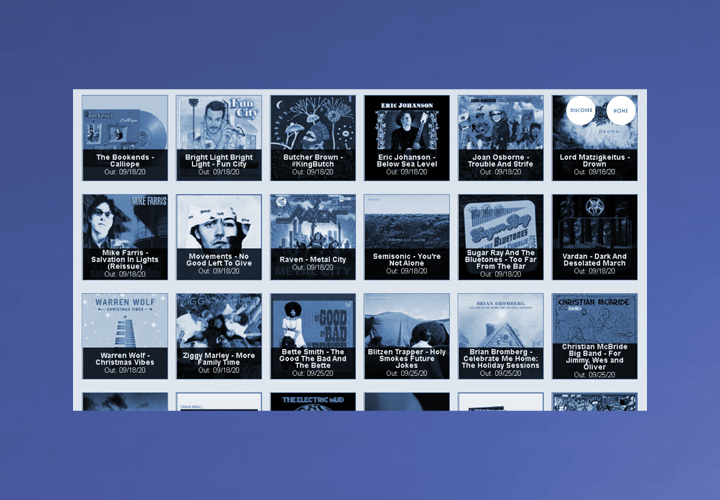 Fun
City
ERIC JOHANSON
DISCOVER
HOME
The Bookends -
Calliope
Out: 09/18/20
Bright Light Bright
Light - Fun City
Out: 09/18/20
Butcher Brown -
#KingButch
Out: 09/18/20
Eric Johanson -
Below Sea Level
Out: 09/18/20
Joan Osborne -
Trouble And Strife
Out: 09/18/20
Lord Matzigkeitus -
Drown
Out: 09/18/20
MIKE FARRIS
Sugar Ray
BLUETONES
Mike Farris -
Salvation In Lights
(Reissue)
Out: 09/18/20
Movements - No
Good Left To Give
Out: 09/18/20
Raven - Metal City
Out: 09/18/20
Semisonic - You're
Not Alone
Out: 09/18/20
Sugar Ray And The
Bluetones - Too Far
From The Bar
Out: 09/18/20
Vardan - Dark And
Desolated March
Out: 09/18/20
WARREN WOLF
CHRISTMAS VIBES
ZIGGY MARLEY
GOOD
BAD
BRIAN BROMBERG
CHRISTIAN McBRIDE
Warren Wolf -
Christmas Vibes
Out: 09/18/20
Ziggy Marley - More
Family Time
Out: 09/18/20
Bette Smith - The
Good The Bad And
The Bette
Out: 09/25/20
Blitzen Trapper - Holy
Smokes Future
Jokes
Out: 09/25/20
Brian Bromberg -
Celebrate Me Home:
The Holiday Sessions
Out: 09/25/20
Christian McBride
Big Band - For
Jimmy, Wes and
Oliver
Out: 09/25/20
THE ELECTRIC MUD